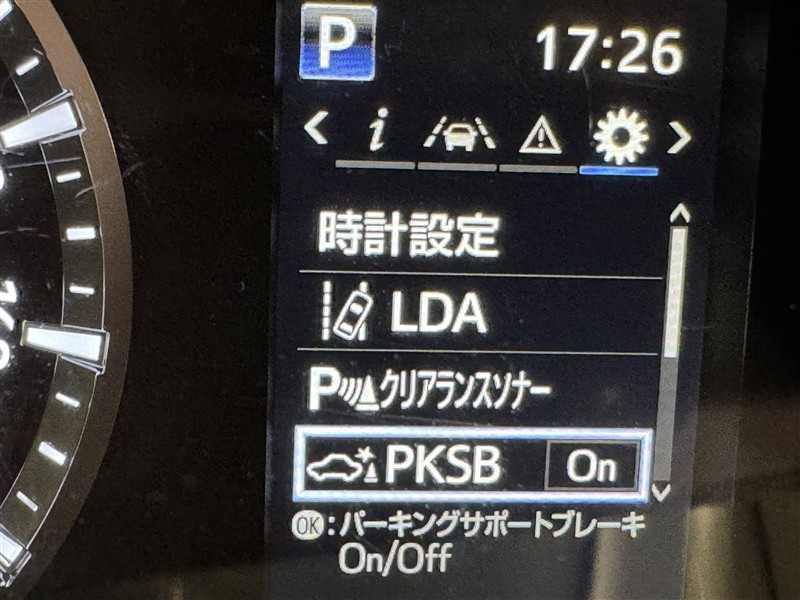 P
17:26
時計設定
LDA
Pクリアランスソナー
PKSB On
OK:パーキングサポートブレーキ
On/Off